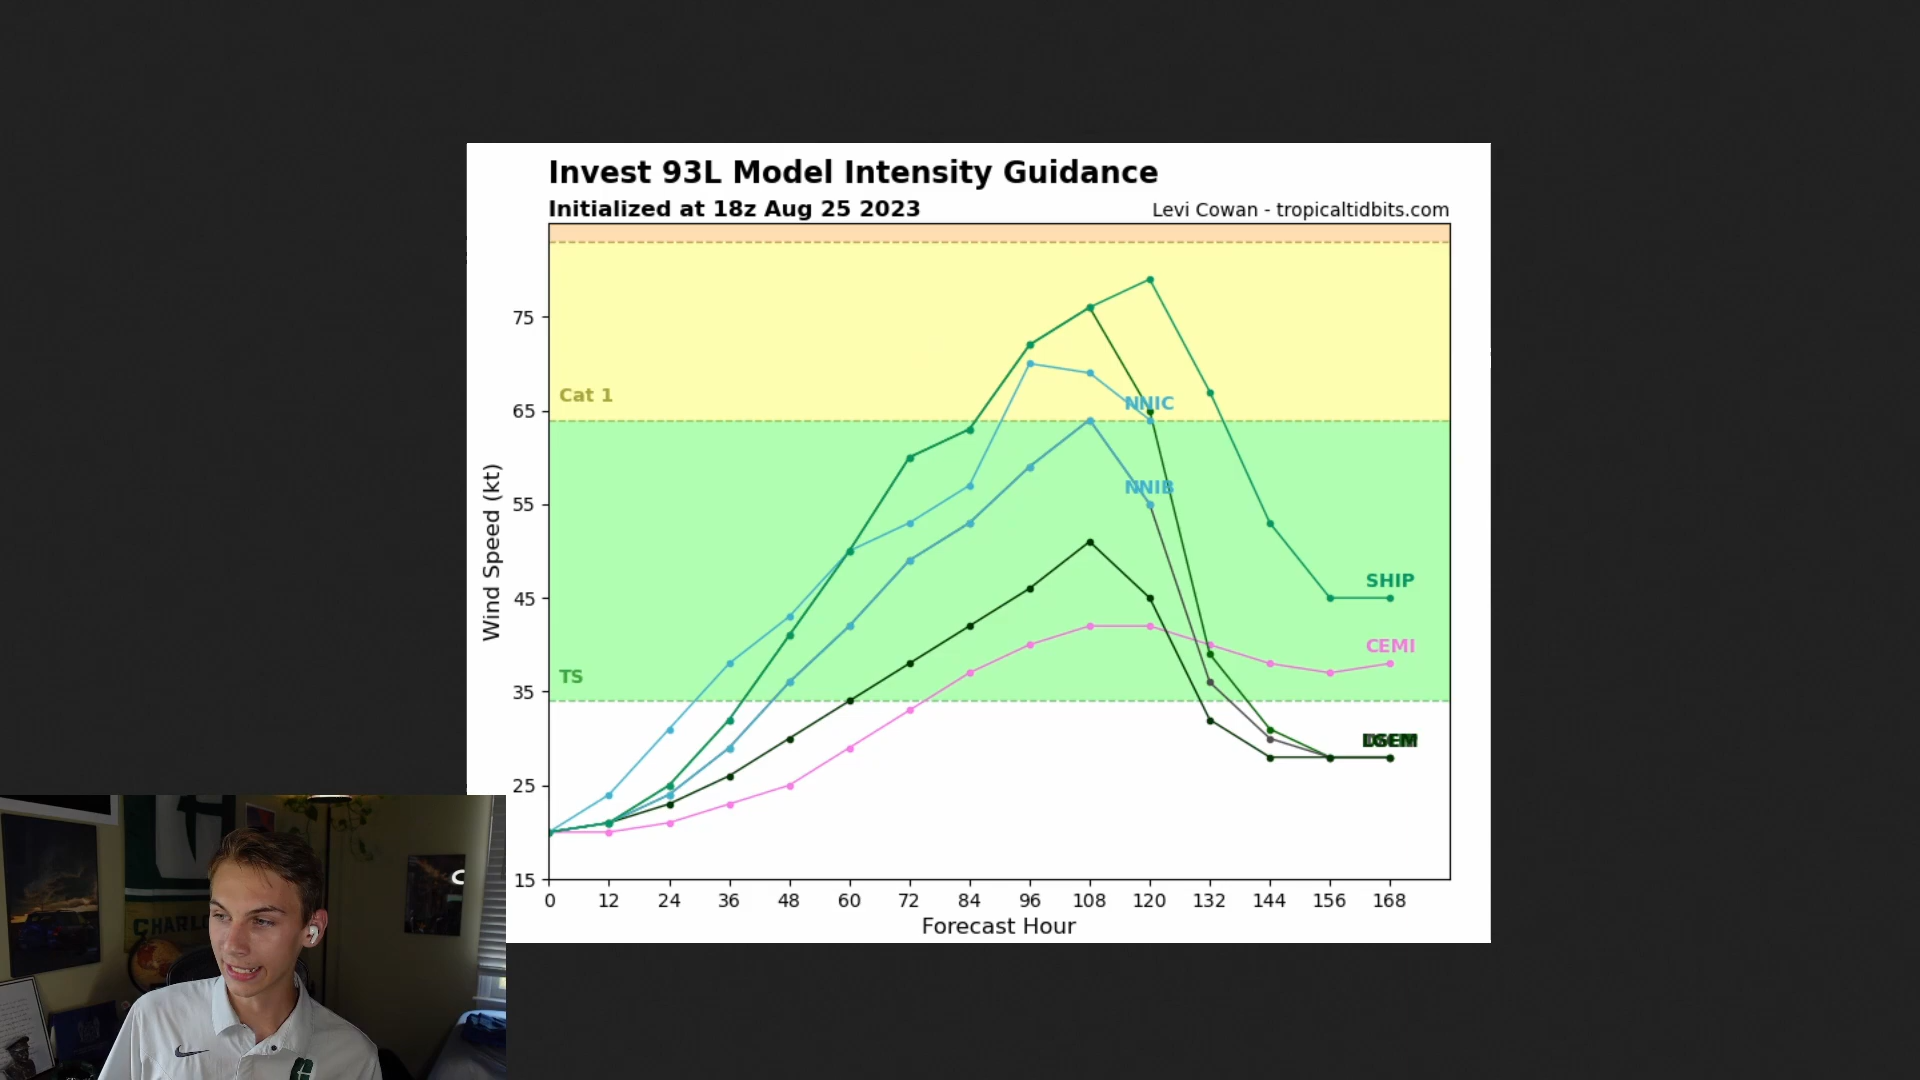 Invest 93L Model Intensity Guidance
Initialized at 18z Aug 25 2023
Levi Cowan - tropicaltidbits.com
75
65
55
45
35
25
15
Wind Speed (kt)
Cat 1
TS
NNIC
NNIB
SHIP
CEMI
0 12 24 36 48 60 72 84 96 108 120 132 144 156 168
Forecast Hour